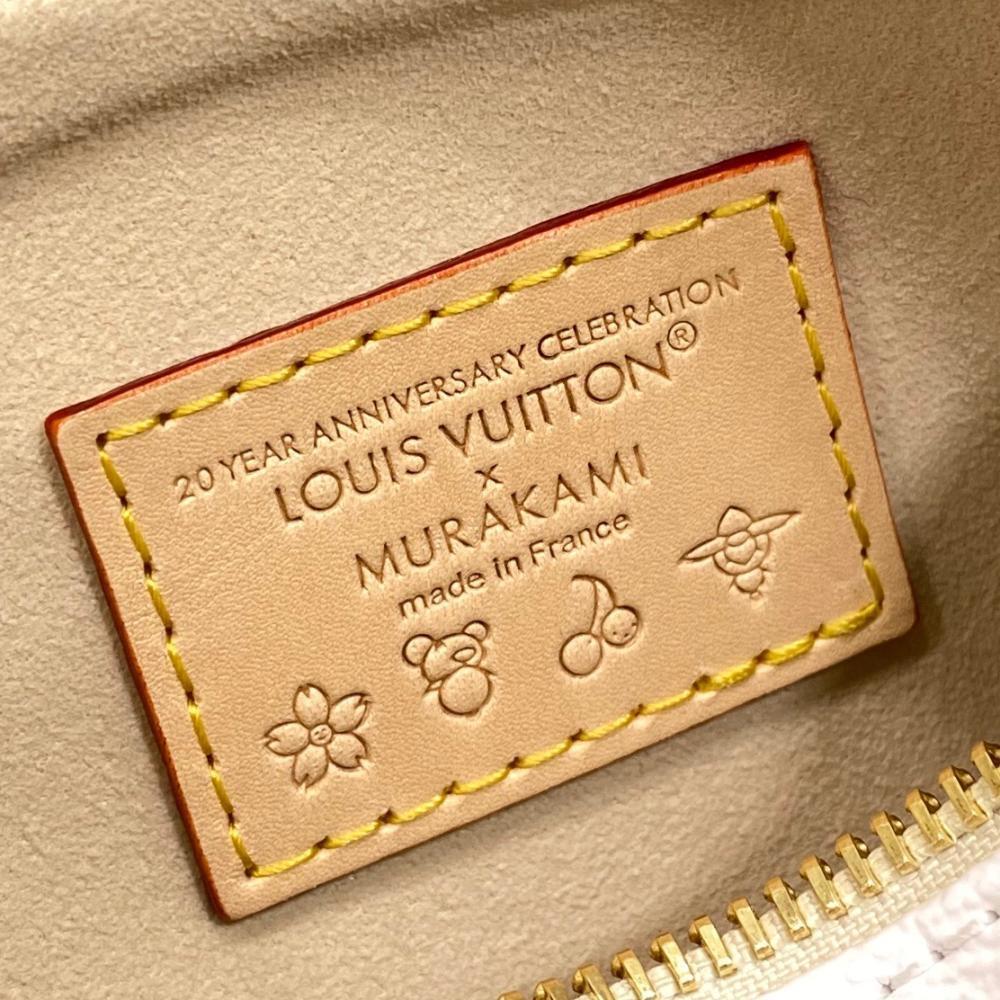 20 YEAR ANNIVERSARY CELEBRATION
LOUIS VUITTON®
x
MURAKAMI
made in France